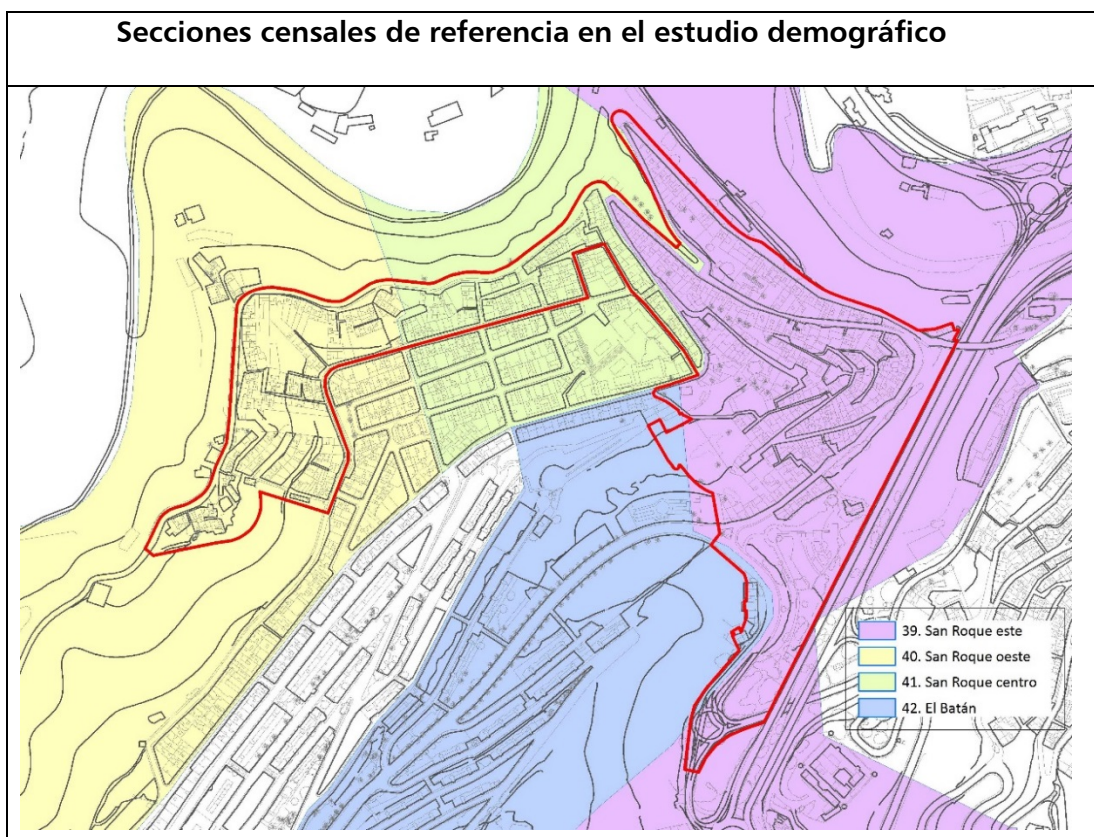 Secciones censales de referencia en el estudio demográfico
39. San Roque este
40. San Roque oeste
41. San Roque centro
42. El Batán